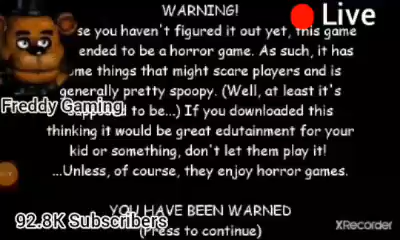 WARNING!
Live
se you haven't figured it out yet, this game
ended to be a horror game. As such, it has
me things that might scare players and is
generally pretty spoopy. (Well, at least it's
to be...) If you downloaded this
Freddy Gaming
thinking it would be great edutainment for your
kid or something, don't let them play it!
...Unless, of course, they enjoy horror games.
YOU HAVE BEEN WARNED
92.8K Subscribers
(Press to continue)
XRecorder